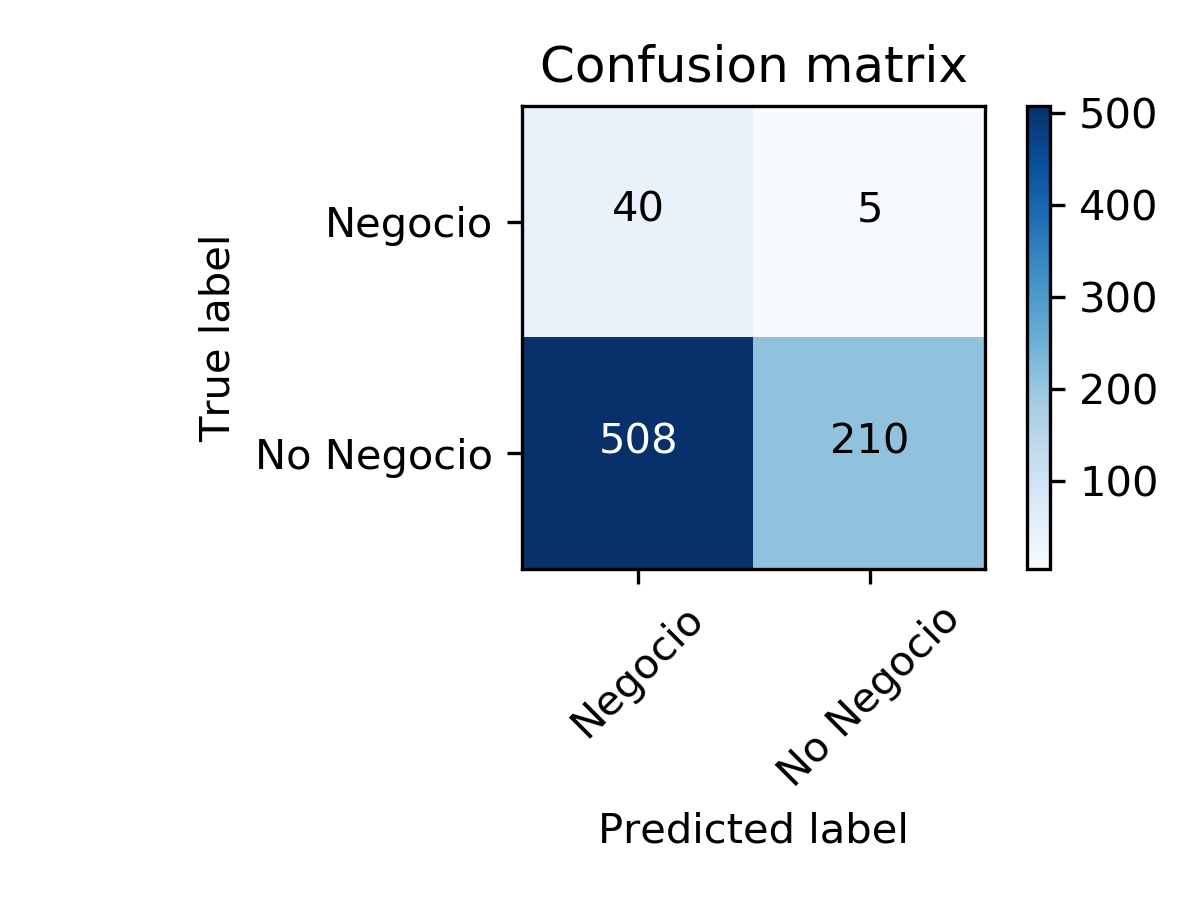 Confusion matrix
True label
Negocio
No Negocio
40 5
508 210
500
400
300
200
100
Negocio
No Negocio
Predicted label